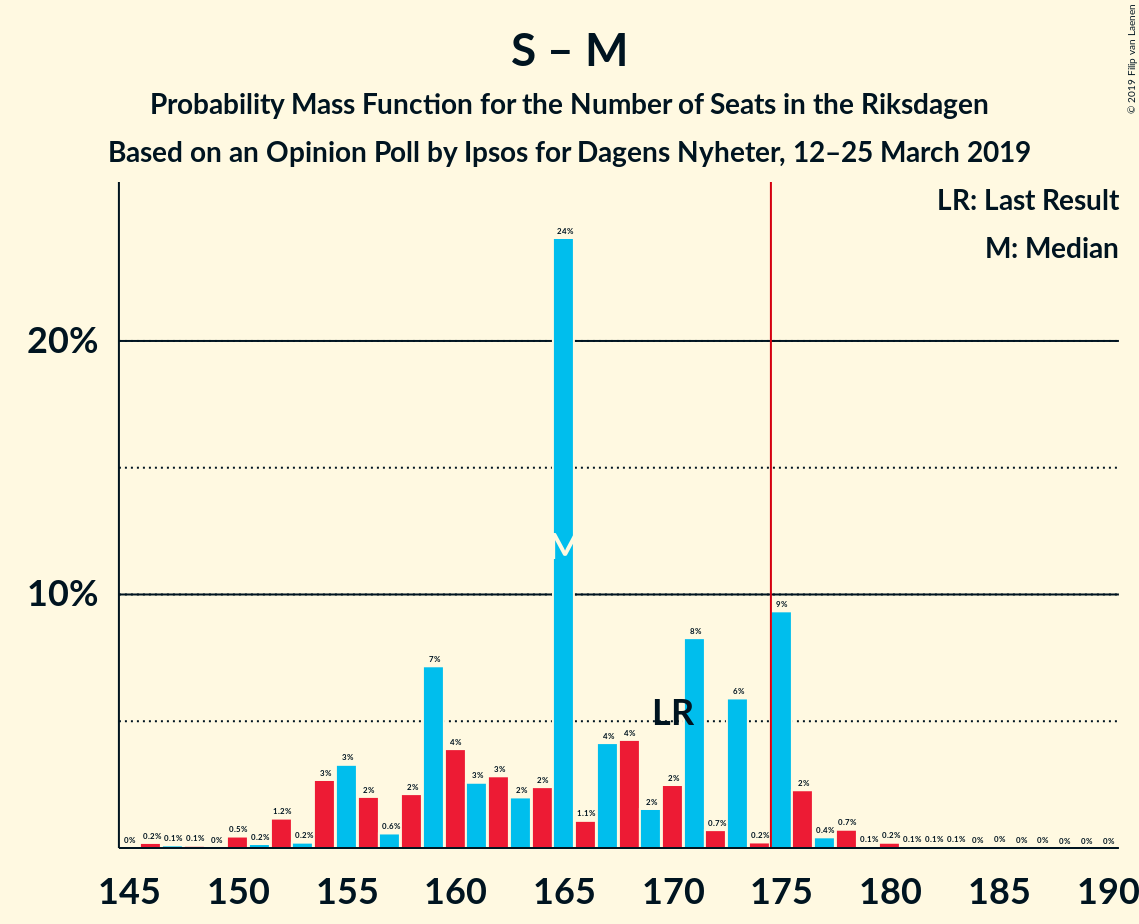 © 2019 Filip van Laenen
S – M
Probability Mass Function for the Number of Seats in the Riksdagen
Based on an Opinion Poll by Ipsos for Dagens Nyheter, 12–25 March 2019
LR: Last Result
M: Median
20%
10%
0% 0.2% 0.1% 0.1% 0% 0.5% 0.2% 1.2% 0.2% 3% 3% 2% 0.6% 2% 7% 4% 3% 3% 2% 2% 24% 1.1% 4% 4% 2% 2% 8% 0.7% 6% 0.2% 9% 2% 0.4% 0.7% 0.1% 0.2% 0.1% 0.1% 0.1% 0% 0% 0% 0% 0% 0% 0%
M
LR
145 150 155 160 165 170 175 180 185 190